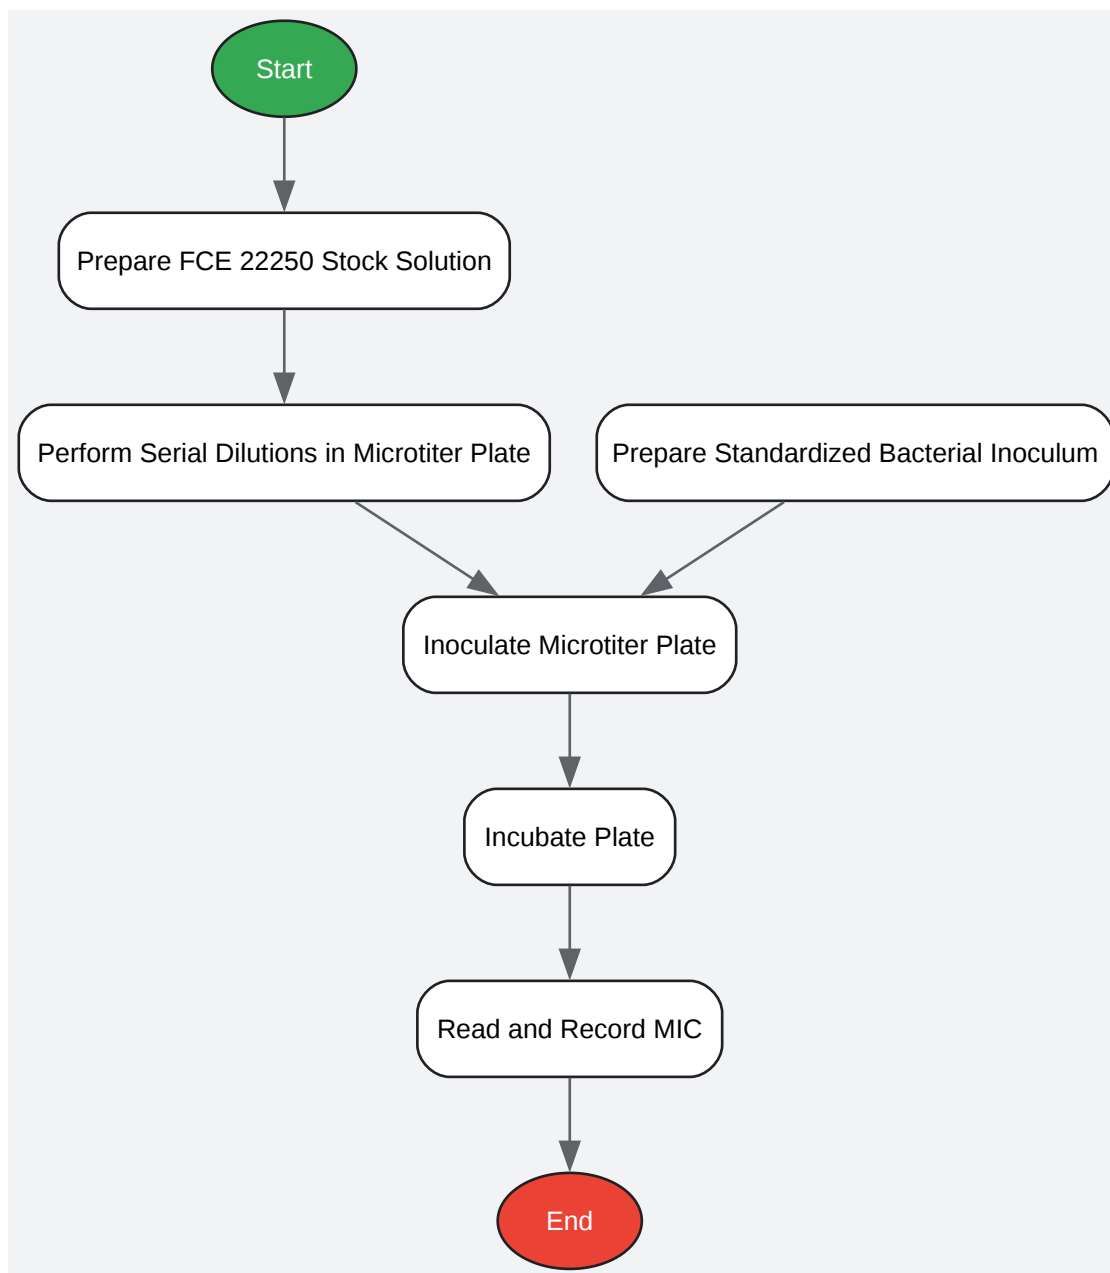 Start
Prepare FCE 22250 Stock Solution
Perform Serial Dilutions in Microtiter Plate
Prepare Standardized Bacterial Inoculum
Inoculate Microtiter Plate
Incubate Plate
Read and Record MIC
End